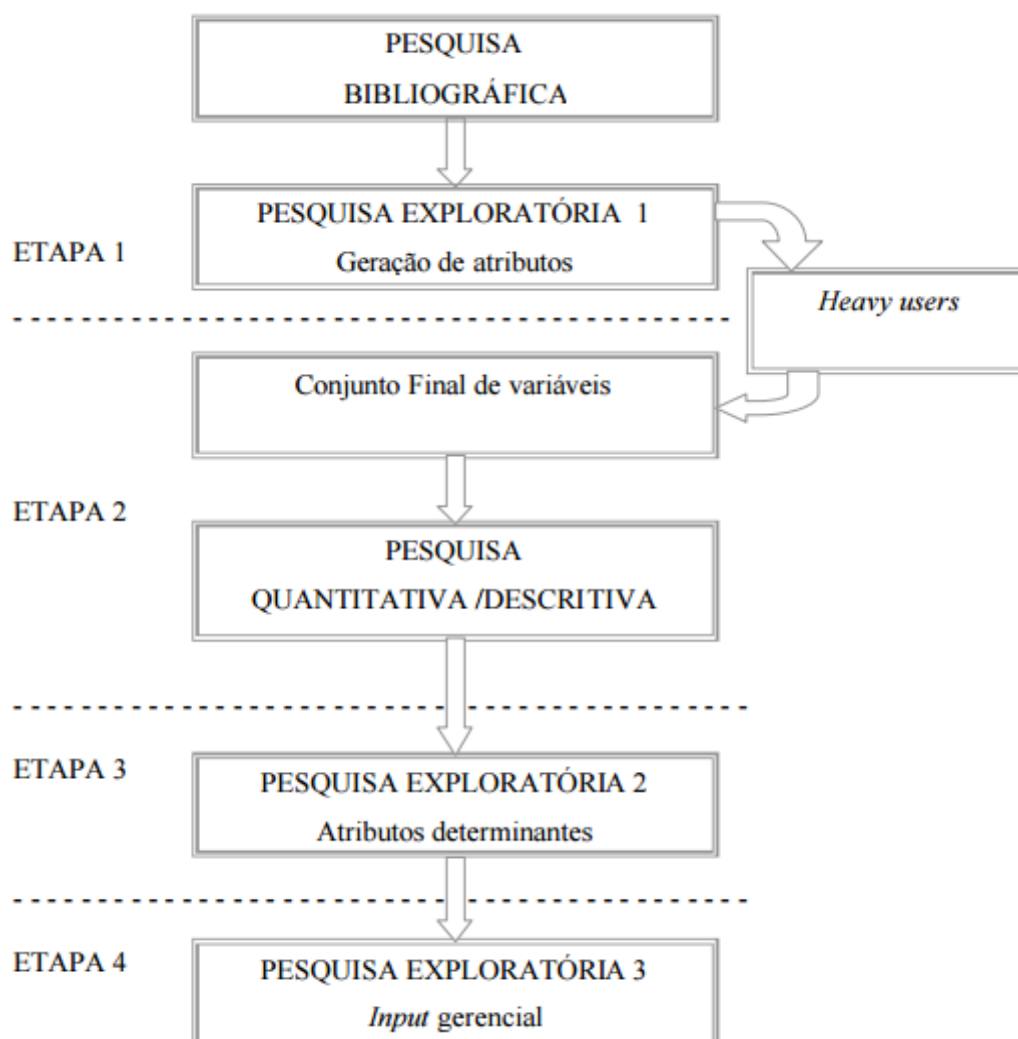 PESQUISA
BIBLIOGRÁFICA
PESQUISA EXPLORATÓRIA 1
ETAPA 1
Geração de atributos
Heavy users
Conjunto Final de variáveis
ETAPA 2
PESQUISA
QUANTITATIVA /DESCRITIVA
ETAPA 3
PESQUISA EXPLORATÓRIA 2
Atributos determinantes
ETAPA 4
PESQUISA EXPLORATÓRIA 3
Input gerencial